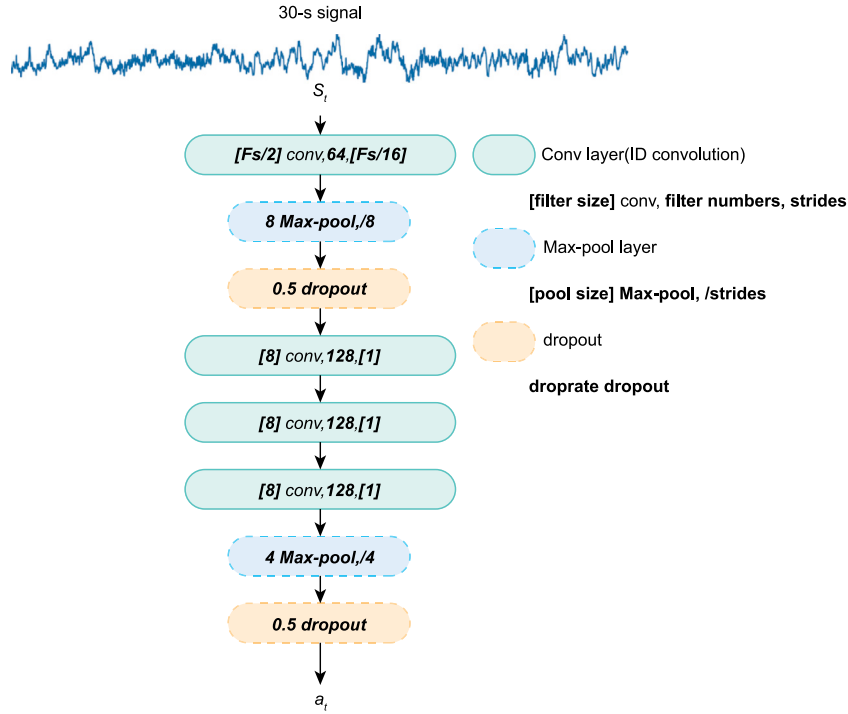 30-s signal
S_t
[Fs/2] conv,64,[Fs/16]
8 Max-pool,/8
0.5 dropout
[8] conv,128,[1]
[8] conv,128,[1]
[8] conv,128,[1]
4 Max-pool,/4
0.5 dropout
a_t
Conv layer(ID convolution)
[filter size] conv, filter numbers, strides
Max-pool layer
[pool size] Max-pool, /strides
dropout
droprate dropout